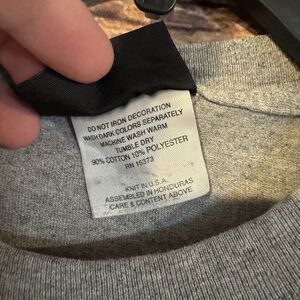 DO NOT IRON DECORATION
WASH DARK COLORS SEPARATELY
MACHINE WASH WARM
TUMBLE DRY
90% COTTON 10% POLYESTER
RN 15373
KNIT IN U.S.A.
ASSEMBLED IN HONDURAS
CARE & CONTENT ABOVE